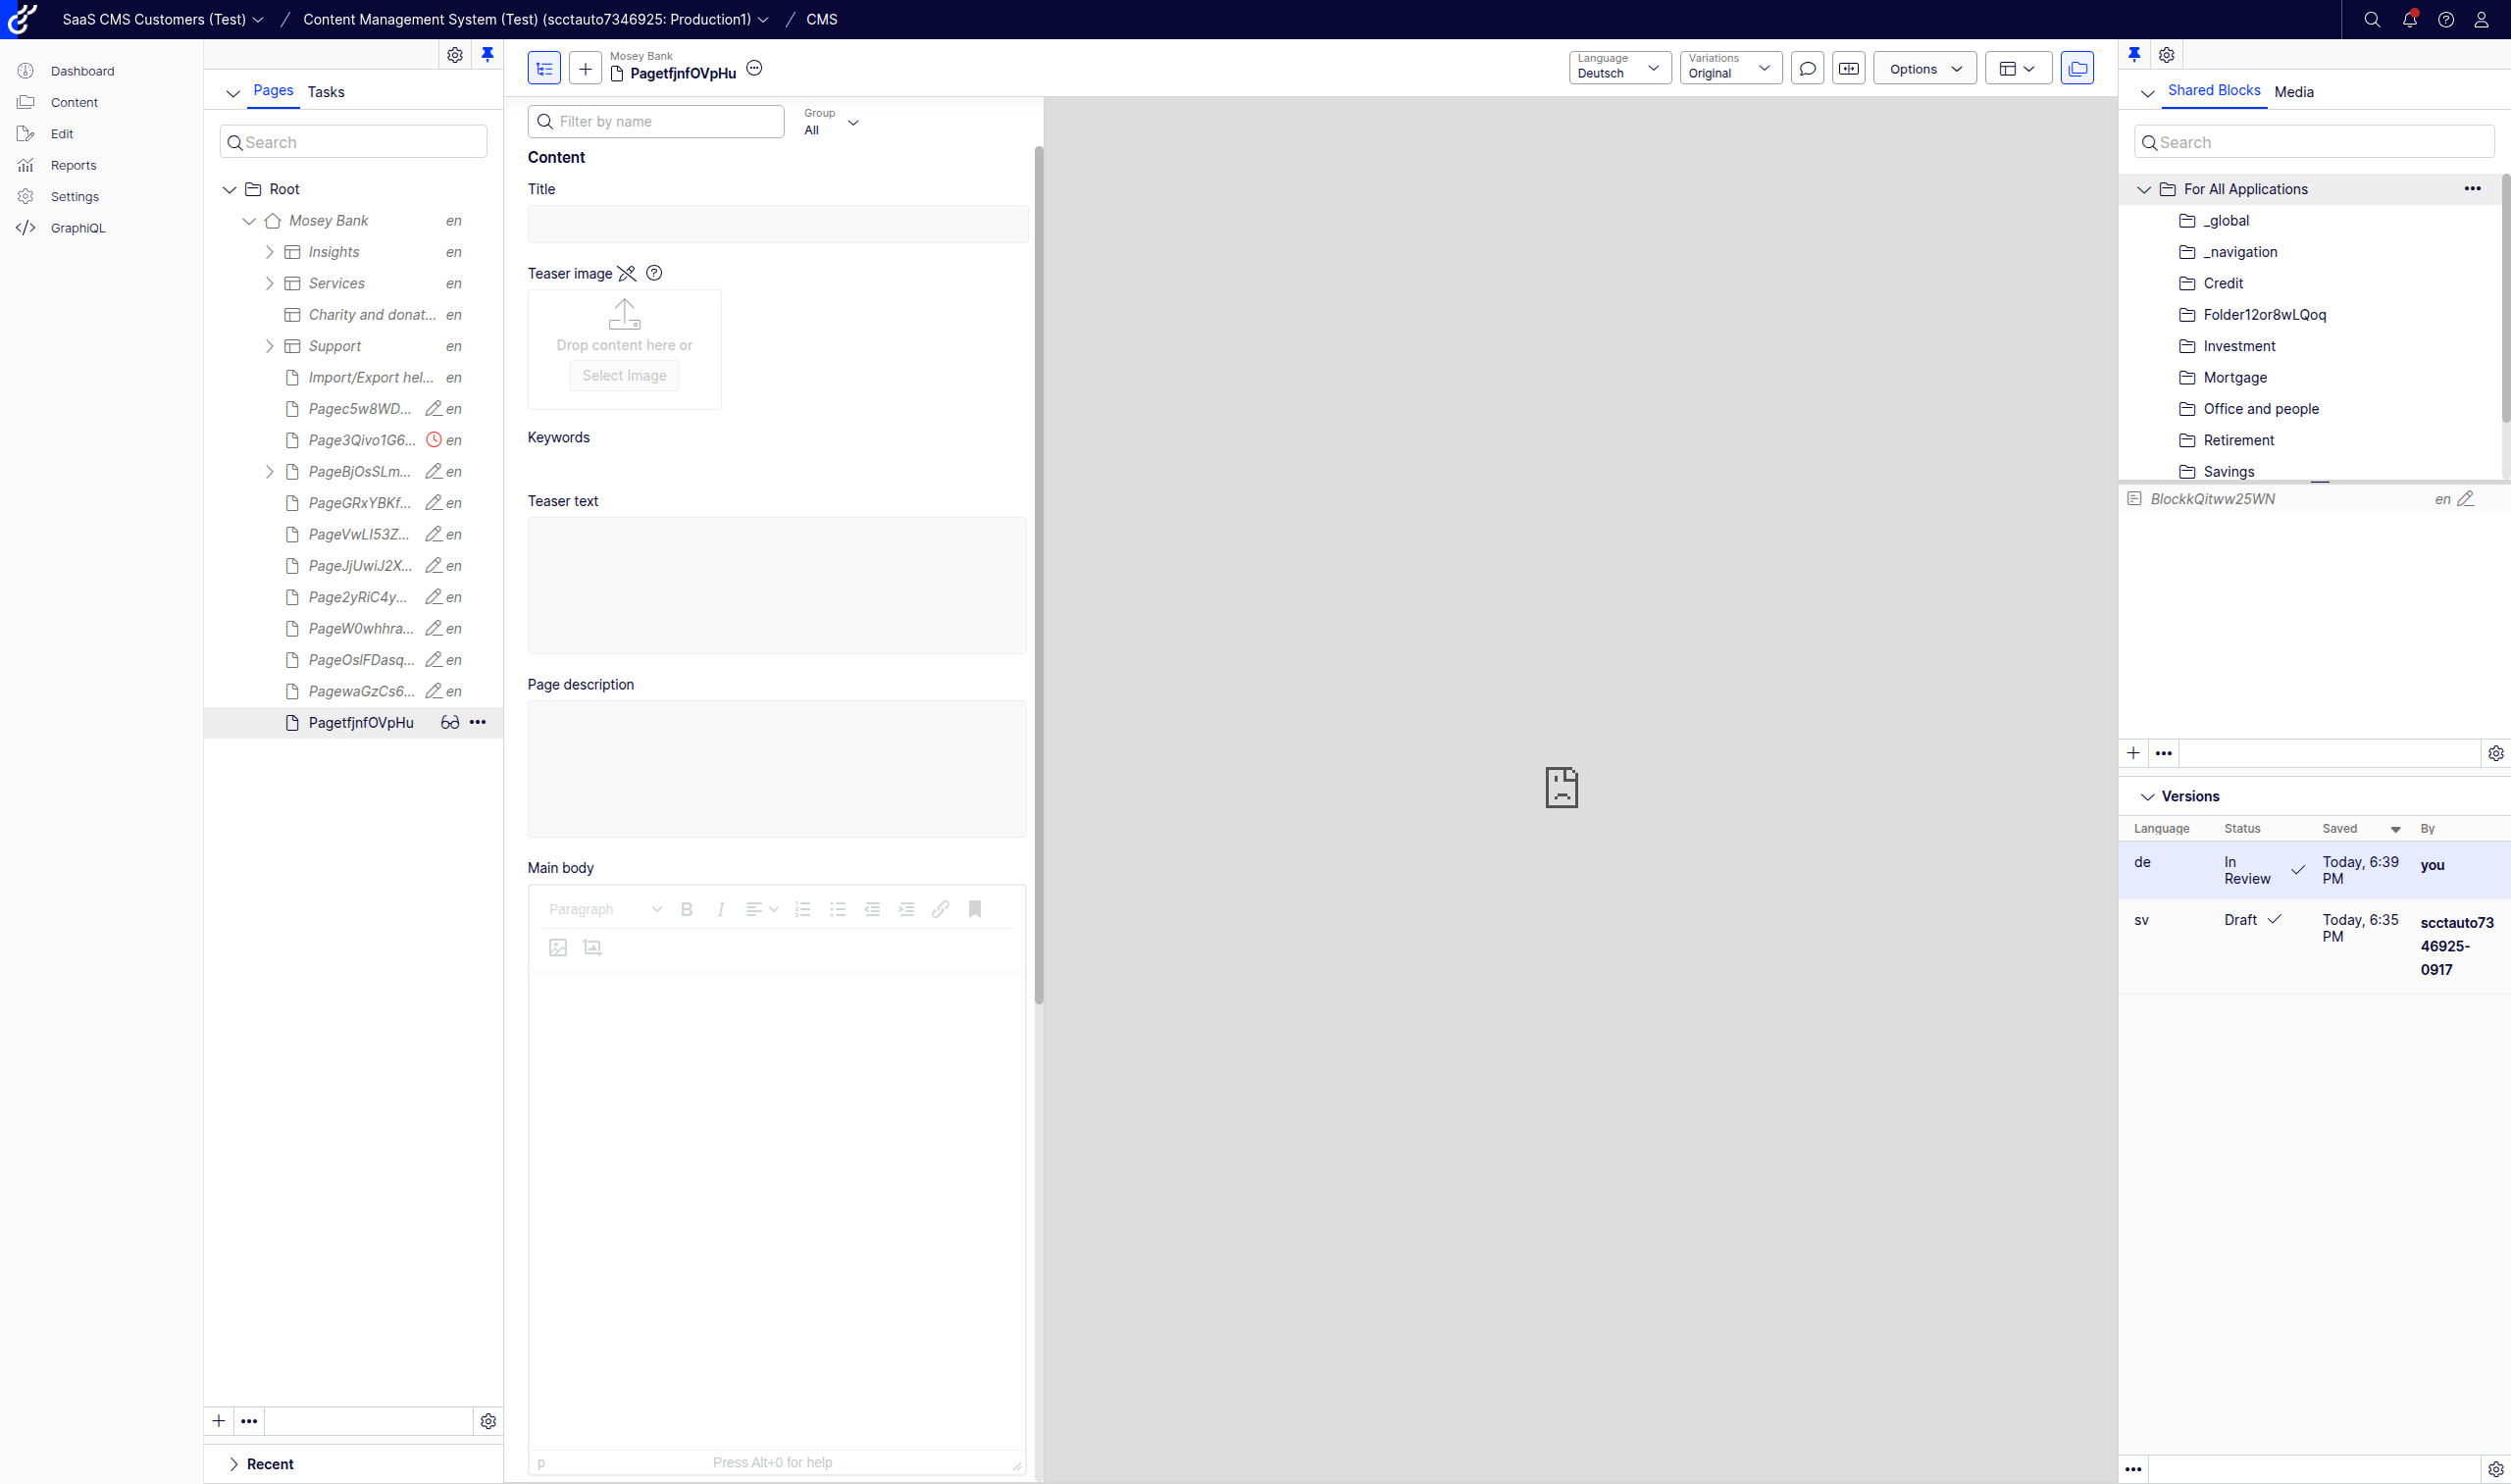 SaaS CMS Customers (Test) / Content Management System (Test) (scctauto7346925: Production1) / CMS
Dashboard
Content
Edit
Reports
Settings
GraphiQL
Pages Tasks
Search
Root
Mosey Bank en
Insights en
Services en
Charity and donat... en
Support en
Import/Export hel... en
Pagec5w8WD... en
Page3Qivo1G6... en
PageBjOsSLm... en
PageGRxYBKf... en
PageVwLI53Z... en
PageJjUwiJ2X... en
Page2yRiC4y... en
PageW0whhra... en
PageOsIFDasq... en
PagewaGzCs6... en
PagetfjnfOVpHu
Recent
Mosey Bank
PagetfjnfOVpHu
Language
Deutsch
Variations
Original
Options
Filter by name
Group
All
Content
Title
Teaser image
Drop content here or
Select Image
Keywords
Teaser text
Page description
Main body
Paragraph
p Press Alt+0 for help
Shared Blocks Media
Search
For All Applications
_global
_navigation
Credit
Folder12or8wLQoq
Investment
Mortgage
Office and people
Retirement
Savings
BlockkQitww25WN en
Versions
Language Status Saved By
de In Review Today, 6:39 PM you
sv Draft Today, 6:35 PM scctauto7346925-0917